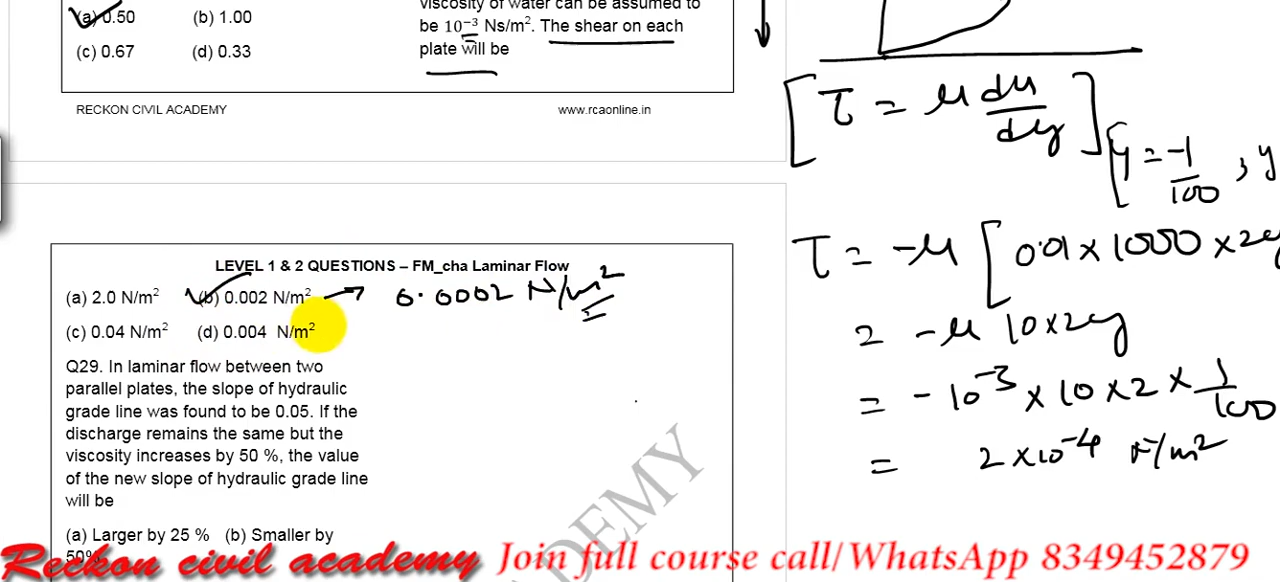 (a) 0.50 (b) 1.00
(c) 0.67 (d) 0.33
viscosity of water can be assumed to
be 10⁻³ Ns/m². The shear on each
plate will be
RECKON CIVIL ACADEMY www.rcaonline.in
[τ = μ du/dy] [y = -1/100 , y
τ = -μ [0.01 x 1000 x 2y
= -μ 10x2y
= -10⁻³ x 10 x 2 x 1/100
= 2 x 10⁻⁴ N/m²
LEVEL 1 & 2 QUESTIONS – FM_cha Laminar Flow
(a) 2.0 N/m² (b) 0.002 N/m² → 0.0002 N/m²
(c) 0.04 N/m² (d) 0.004 N/m²
Q29. In laminar flow between two
parallel plates, the slope of hydraulic
grade line was found to be 0.05. If the
discharge remains the same but the
viscosity increases by 50 %, the value
of the new slope of hydraulic grade line
will be
(a) Larger by 25 % (b) Smaller by
50%
DEMY
Reckon civil academy Join full course call/WhatsApp 8349452879